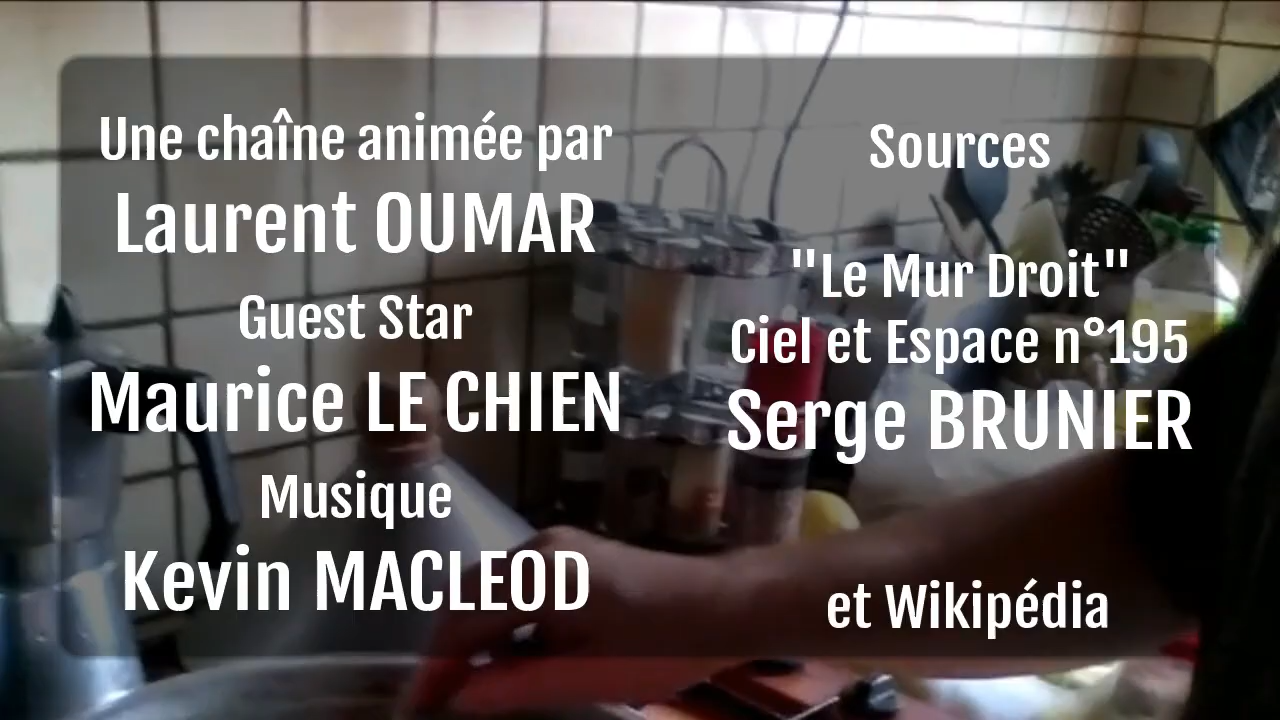 Une chaîne animée par
Laurent OUMAR
Guest Star
Maurice LE CHIEN
Musique
Kevin MACLEOD
Sources
"Le Mur Droit"
Ciel et Espace n°195
Serge BRUNIER
et Wikipédia